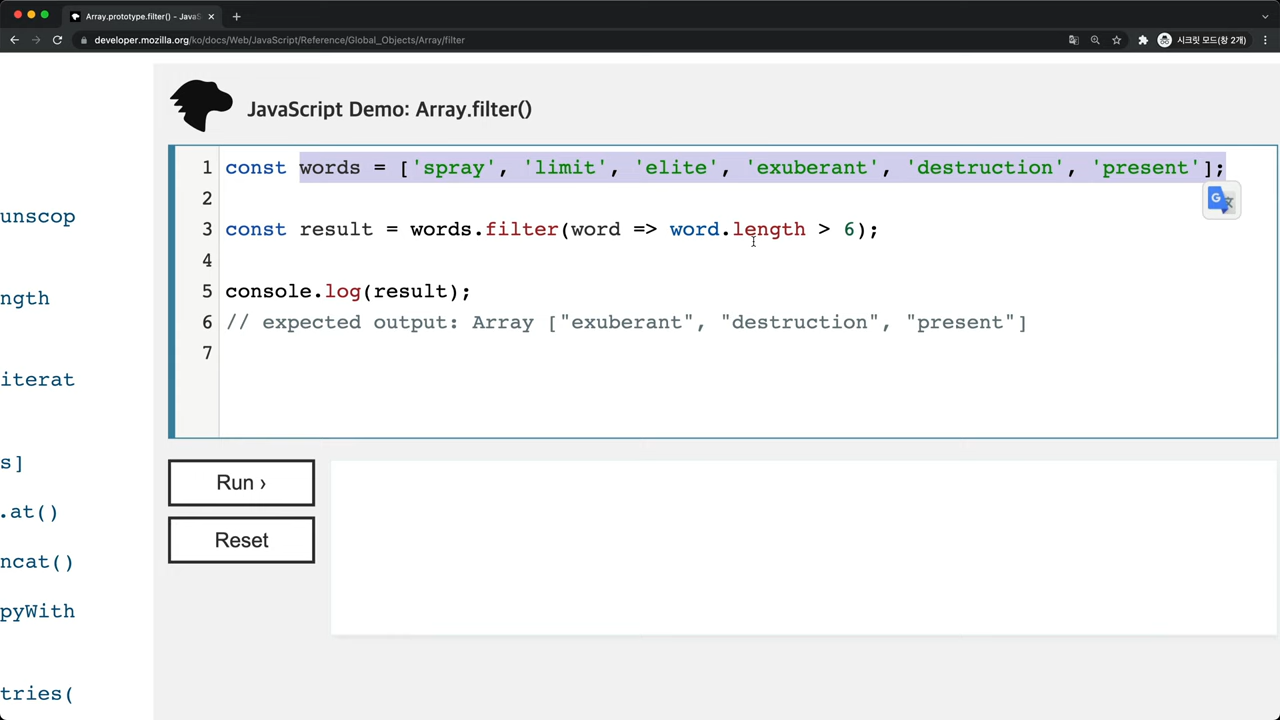 Array.prototype.filter() - JavaS
developer.mozilla.org/ko/docs/Web/JavaScript/Reference/Global_Objects/Array/filter
시크릿 모드(창 2개)
JavaScript Demo: Array.filter()
1 const words = ['spray', 'limit', 'elite', 'exuberant', 'destruction', 'present'];
2
3 const result = words.filter(word => word.length > 6);
4
5 console.log(result);
6 // expected output: Array ["exuberant", "destruction", "present"]
7
unscop
ngth
iterat
s]
.at()
ncat()
pyWith
tries(
Run ›
Reset